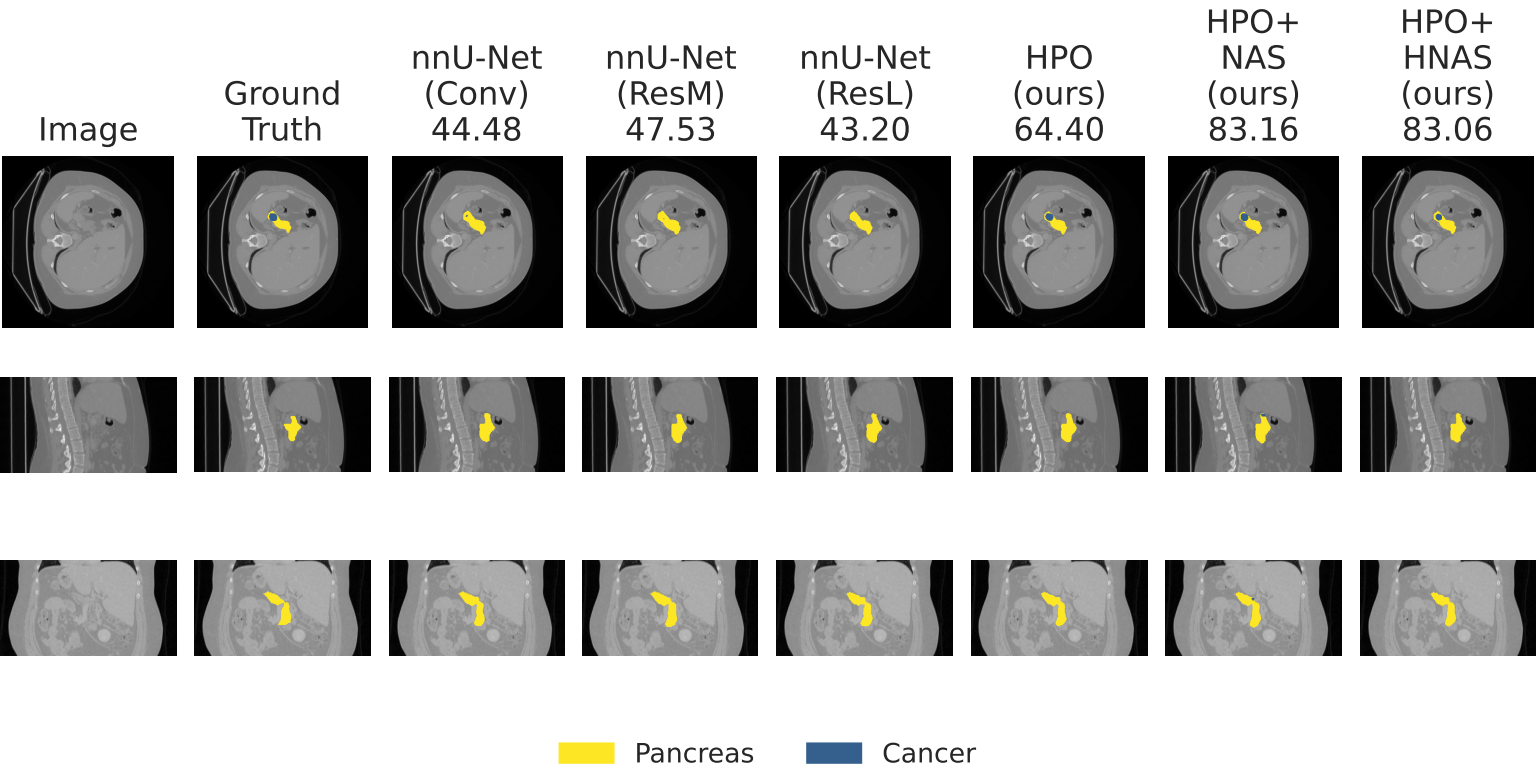 Image
Ground
Truth
nnU-Net
(Conv)
44.48
nnU-Net
(ResM)
47.53
nnU-Net
(ResL)
43.20
HPO
(ours)
64.40
HPO+
NAS
(ours)
83.16
HPO+
HNAS
(ours)
83.06
Pancreas
Cancer